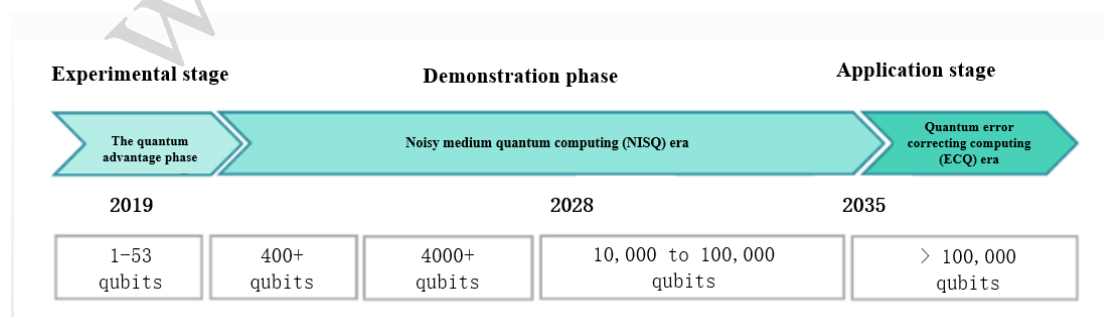 Experimental stage
Demonstration phase
Application stage
The quantum
advantage phase
Noisy medium quantum computing (NISQ) era
Quantum error
correcting computing
(ECQ) era
2019
2028
2035
1-53
qubits
400+
qubits
4000+
qubits
10,000 to 100,000
qubits
> 100,000
qubits